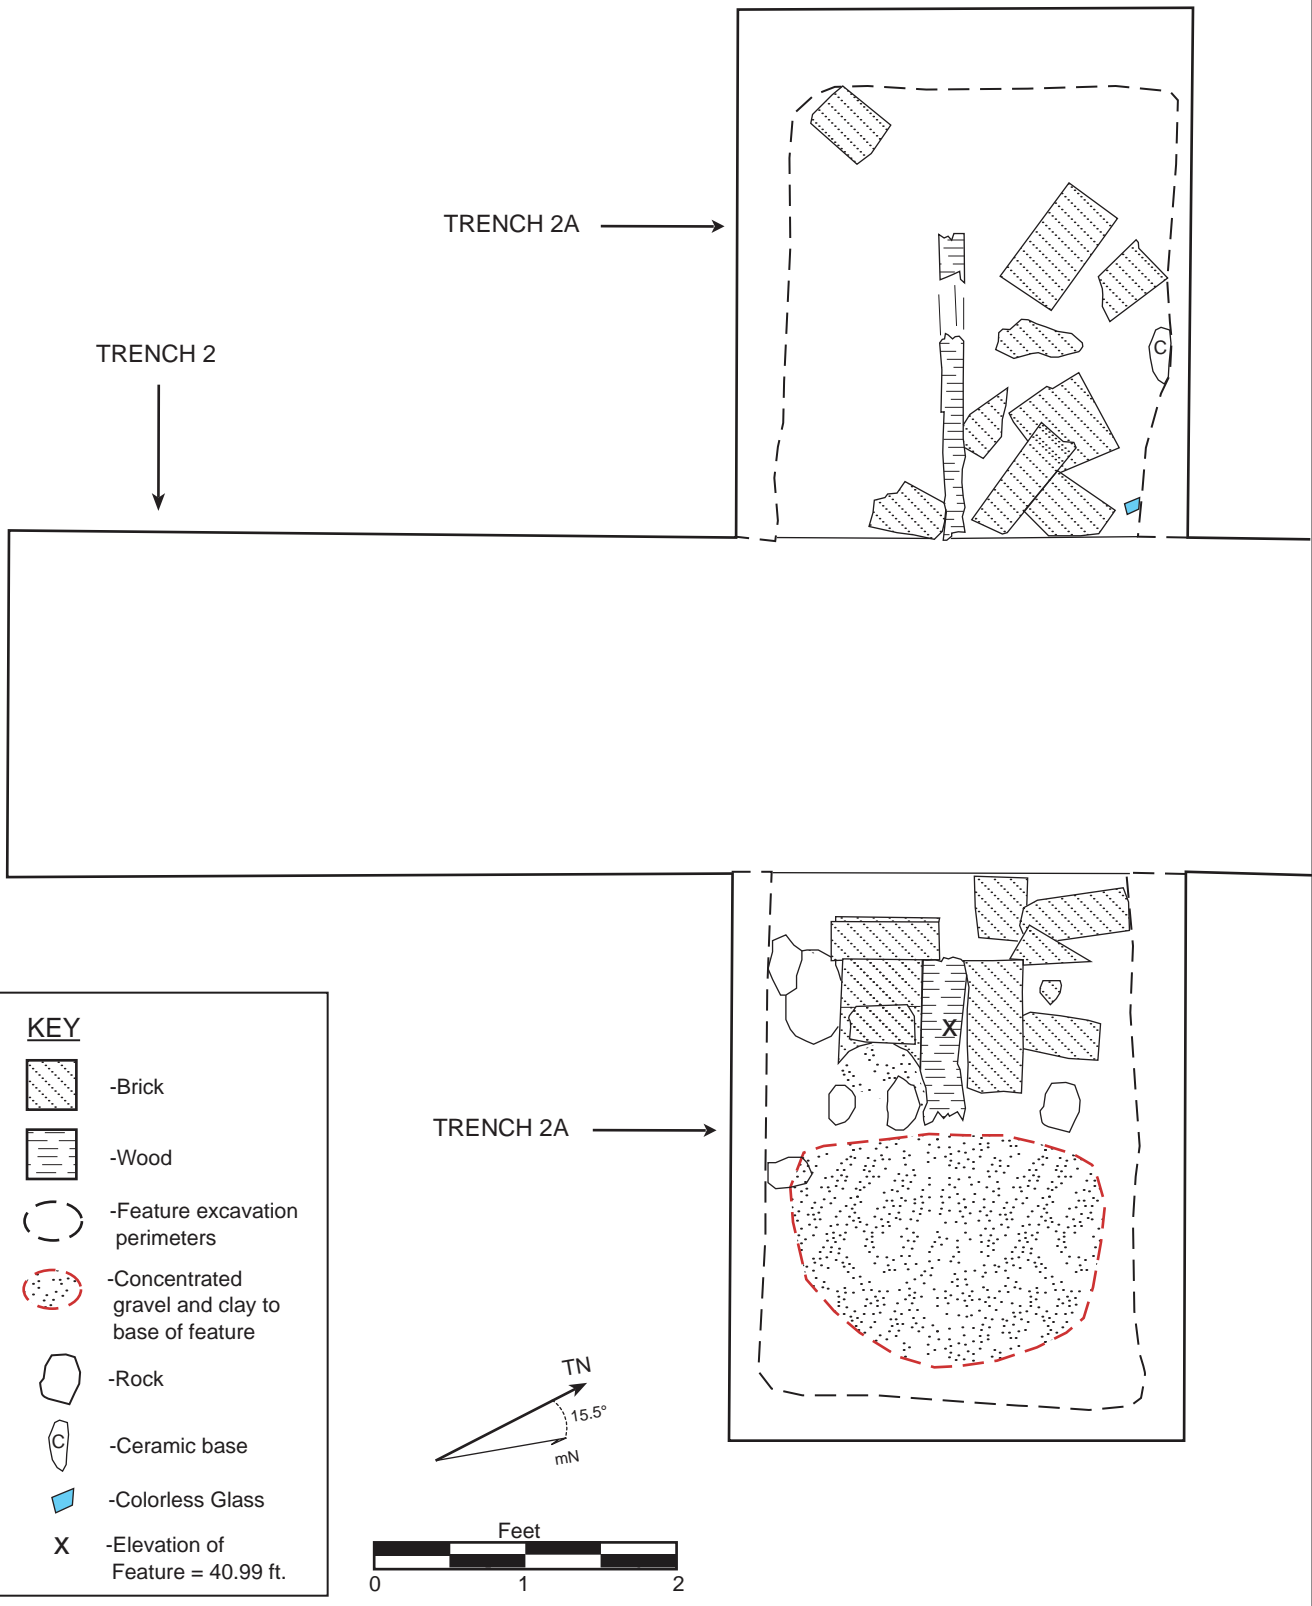 TRENCH 2A
TRENCH 2
C
X
TRENCH 2A
KEY
-Brick
-Wood
-Feature excavation
perimeters
-Concentrated
gravel and clay to
base of feature
-Rock
C
-Ceramic base
-Colorless Glass
X
-Elevation of
Feature = 40.99 ft.
TN
15.5°
mN
Feet
0 1 2